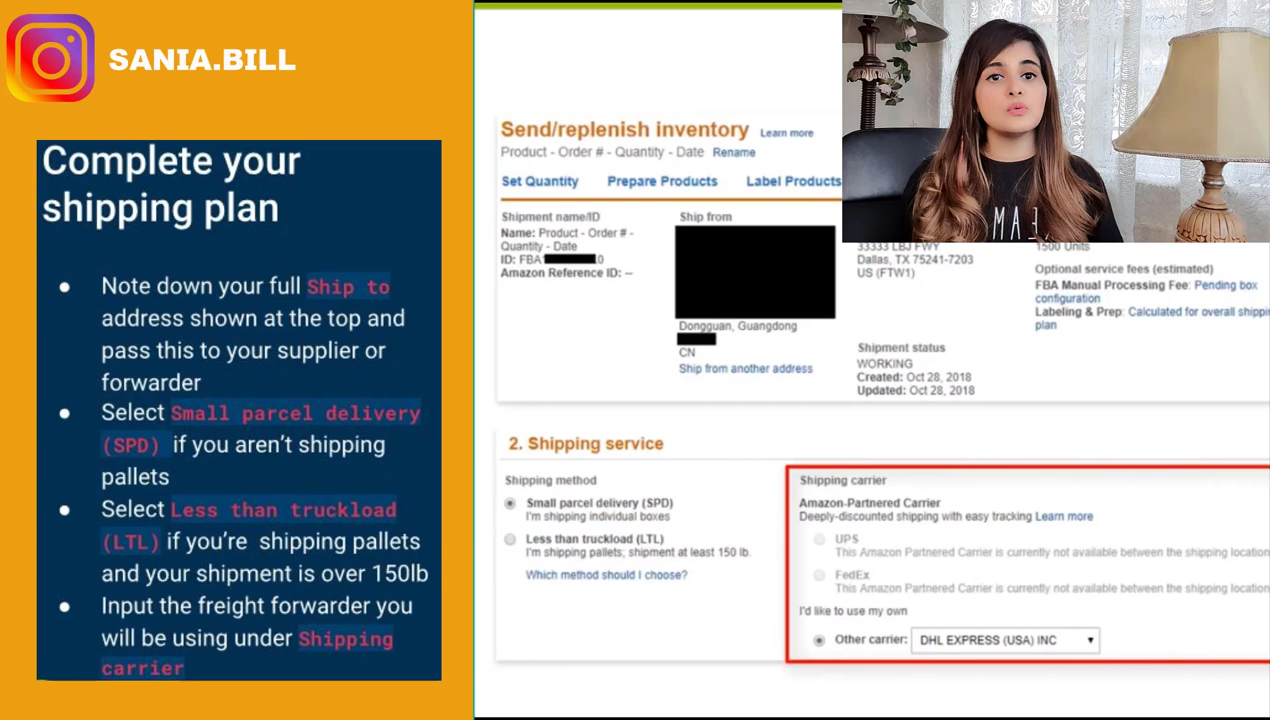 SANIA.BILL
Complete your
shipping plan
● Note down your full Ship to
address shown at the top and
pass this to your supplier or
forwarder
● Select Small parcel delivery
(SPD) if you aren't shipping
pallets
● Select Less than truckload
(LTL) if you're shipping pallets
and your shipment is over 150lb
● Input the freight forwarder you
will be using under Shipping
carrier
Send/replenish inventory Learn more
Product - Order # - Quantity - Date Rename
Set Quantity Prepare Products Label Products
Shipment name/ID
Name: Product - Order # -
Quantity - Date
ID: FBA 0
Amazon Reference ID: --
Ship from
Dongguan, Guangdong
CN
Ship from another address
33333 LBJ FWY
Dallas, TX 75241-7203
US (FTW1)
Shipment status
WORKING
Created: Oct 28, 2018
Updated: Oct 28, 2018
1500 Units
Optional service fees (estimated)
FBA Manual Processing Fee: Pending box
configuration
Labeling & Prep: Calculated for overall shippi
plan
2. Shipping service
Shipping method
Small parcel delivery (SPD)
I'm shipping individual boxes
Less than truckload (LTL)
I'm shipping pallets; shipment at least 150 lb.
Which method should I choose?
Shipping carrier
Amazon-Partnered Carrier
Deeply-discounted shipping with easy tracking Learn more
UPS
This Amazon Partnered Carrier is currently not available between the shipping location
FedEx
This Amazon Partnered Carrier is currently not available between the shipping location
I'd like to use my own
Other carrier: DHL EXPRESS (USA) INC